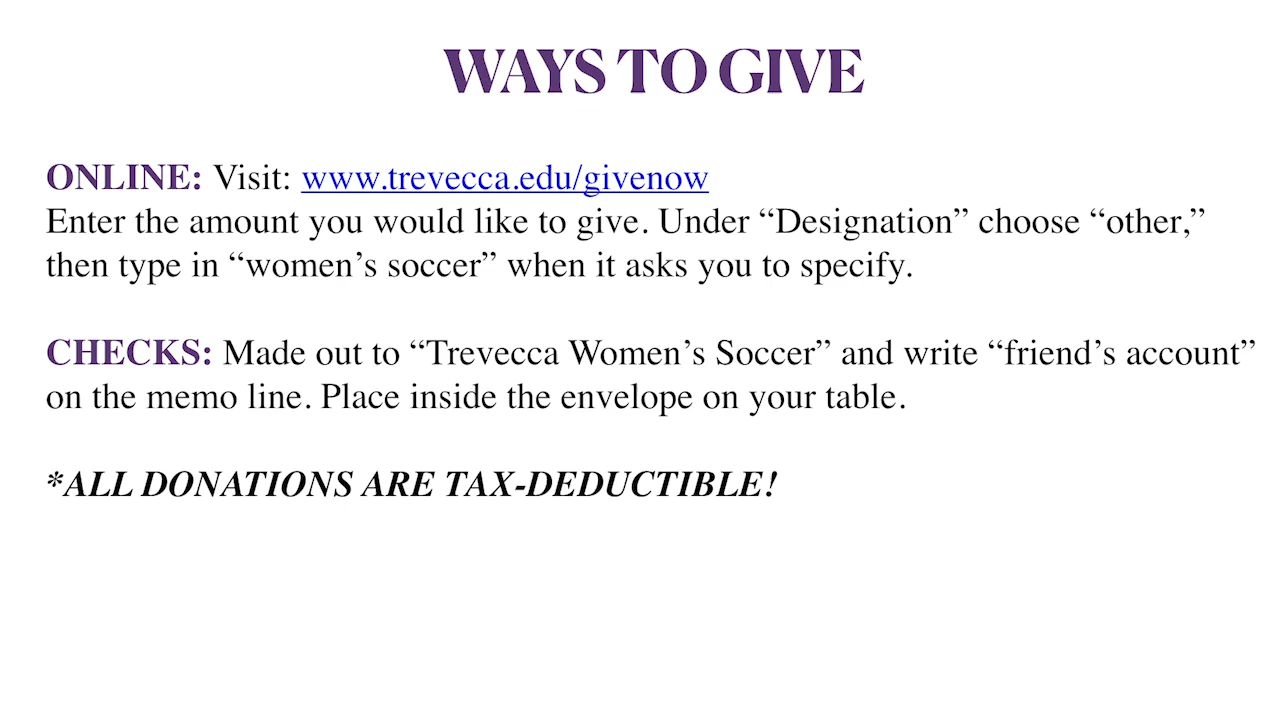 WAYS TO GIVE
ONLINE: Visit: www.trevecca.edu/givenow
Enter the amount you would like to give. Under “Designation” choose “other,”
then type in “women’s soccer” when it asks you to specify.
CHECKS: Made out to “Trevecca Women’s Soccer” and write “friend’s account”
on the memo line. Place inside the envelope on your table.
*ALL DONATIONS ARE TAX-DEDUCTIBLE!